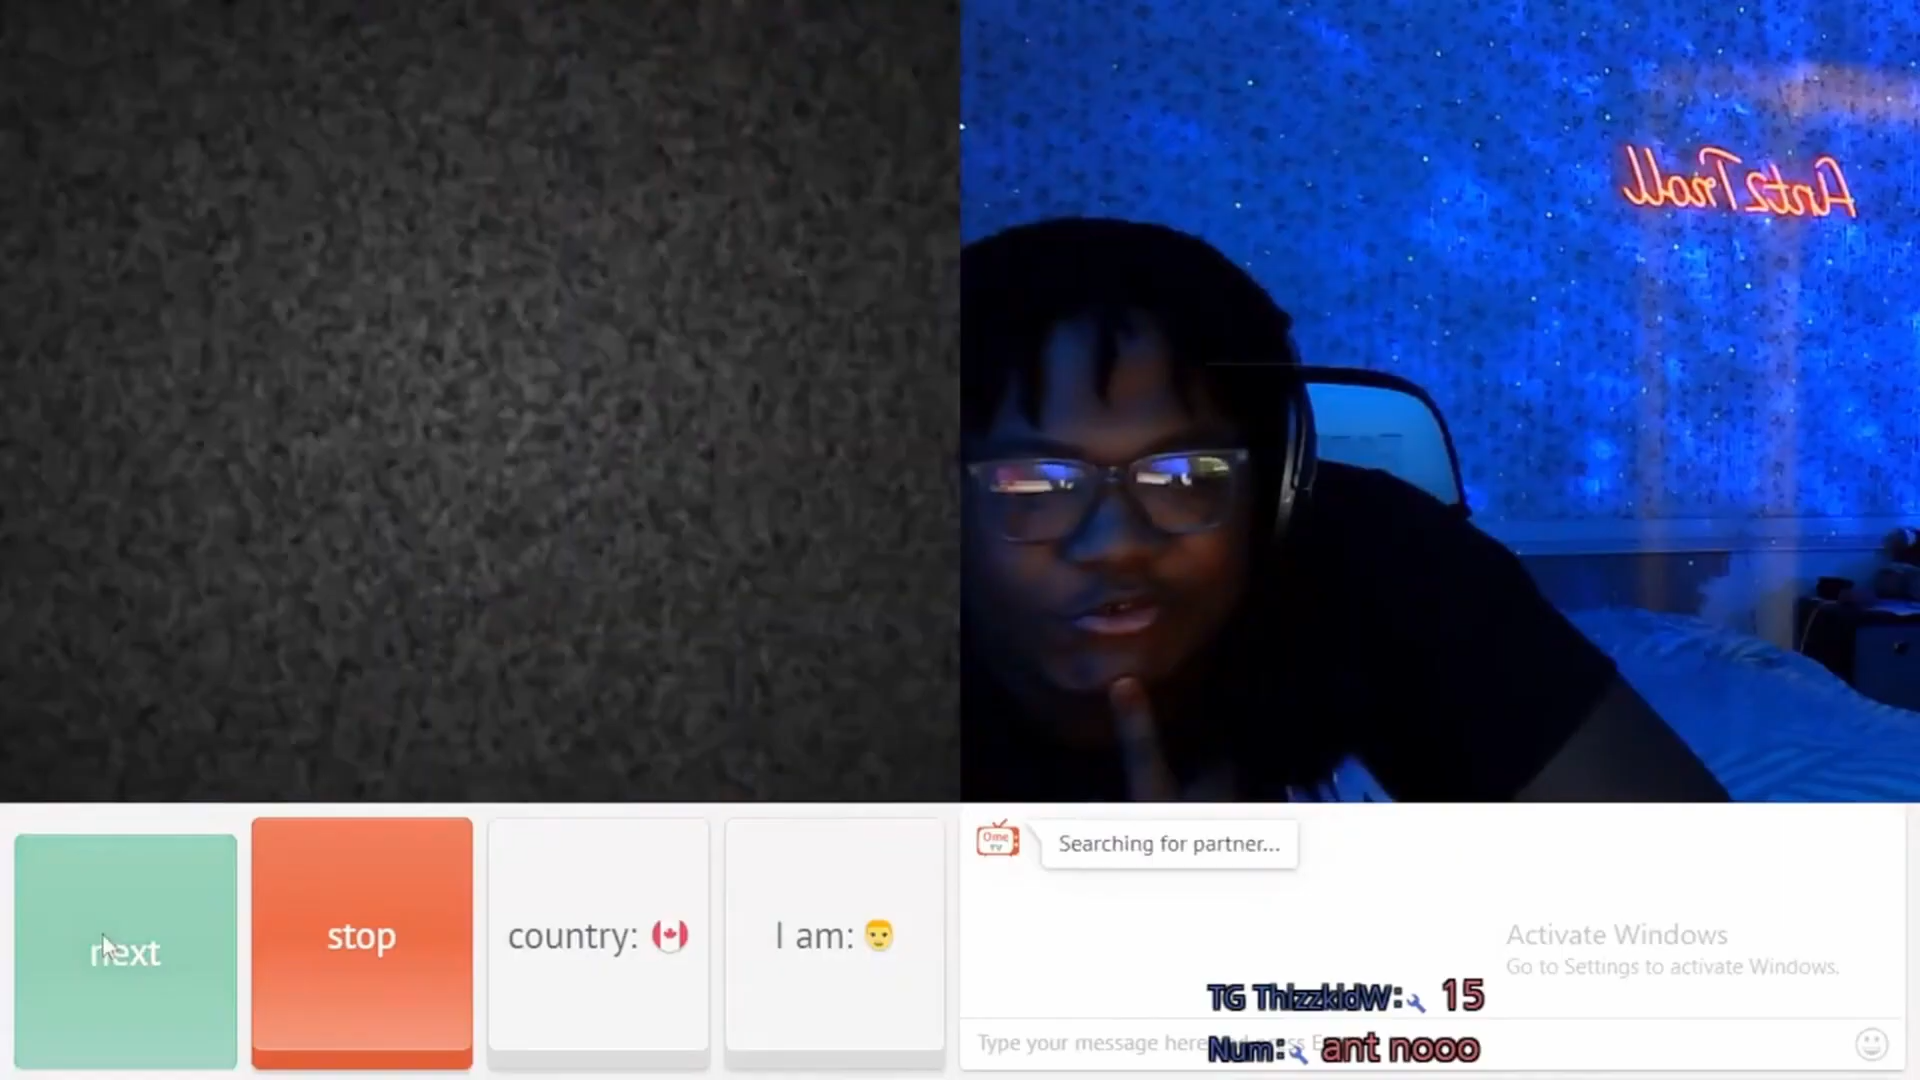 AntzTroll
Ome
TV
Searching for partner...
next
stop
country:
I am:
Activate Windows
Go to Settings to activate Windows.
TG ThizzkidW: 15
Type your message here
Num: ant nooo